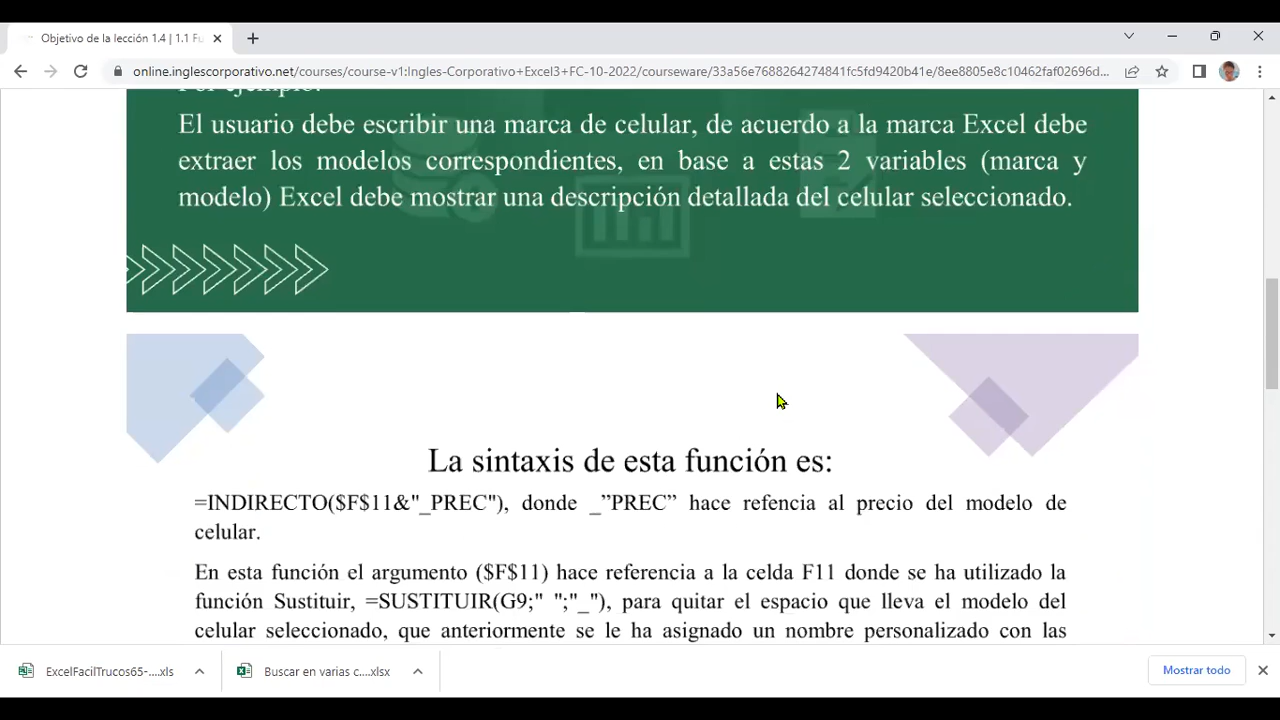 Objetivo de la lección 1.4 | 1.1 Fu
online.inglescorporativo.net/courses/course-v1:Ingles-Corporativo+Excel3+FC-10-2022/courseware/33a56e7688264274841fc5fd9420b41e/8ee8805e8c10462faf02696d...
Por ejemplo:
El usuario debe escribir una marca de celular, de acuerdo a la marca Excel debe
extraer los modelos correspondientes, en base a estas 2 variables (marca y
modelo) Excel debe mostrar una descripción detallada del celular seleccionado.
La sintaxis de esta función es:
=INDIRECTO($F$11&"_PREC"), donde _”PREC” hace refencia al precio del modelo de
celular.
En esta función el argumento ($F$11) hace referencia a la celda F11 donde se ha utilizado la
función Sustituir, =SUSTITUIR(G9;" ";"_"), para quitar el espacio que lleva el modelo del
celular seleccionado, que anteriormente se le ha asignado un nombre personalizado con las
ExcelFacilTrucos65-....xls
Buscar en varias c....xlsx
Mostrar todo